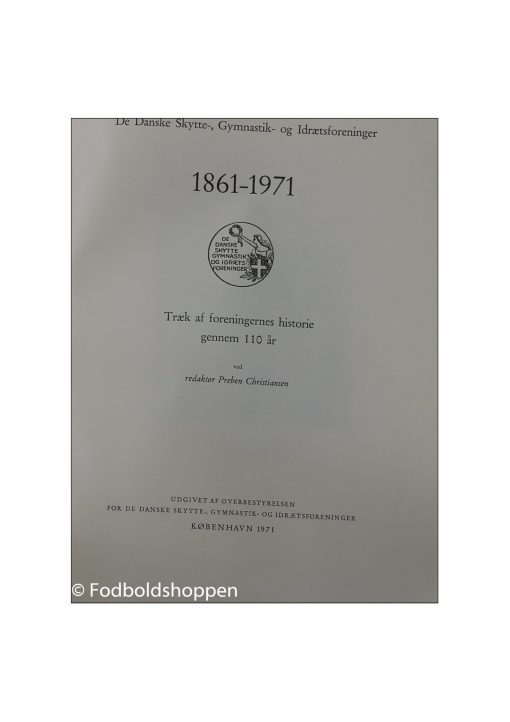 De Danske Skytte-, Gymnastik- og Idrætsforeninger
1861-1971
DE
DANSKE
SKYTTE
GYMNASTIK
OG IDRÆTS
FORENINGER
Træk af foreningernes historie
gennem 110 år
ved
redaktør Preben Christiansen
UDGIVET AF OVERBESTYRELSEN
FOR DE DANSKE SKYTTE-, GYMNASTIK- OG IDRÆTSFORENINGER
KØBENHAVN 1971
© Fodboldshoppen